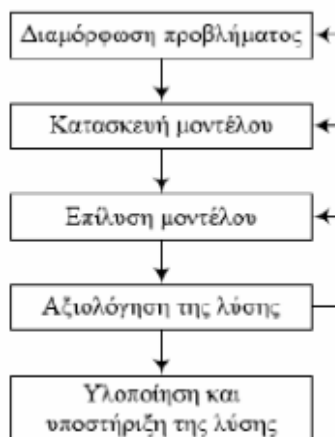 Διαμόρφωση προβλήματος
Κατασκευή μοντέλου
Επίλυση μοντέλου
Αξιολόγηση της λύσης
Υλοποίηση και
υποστήριξη της λύσης